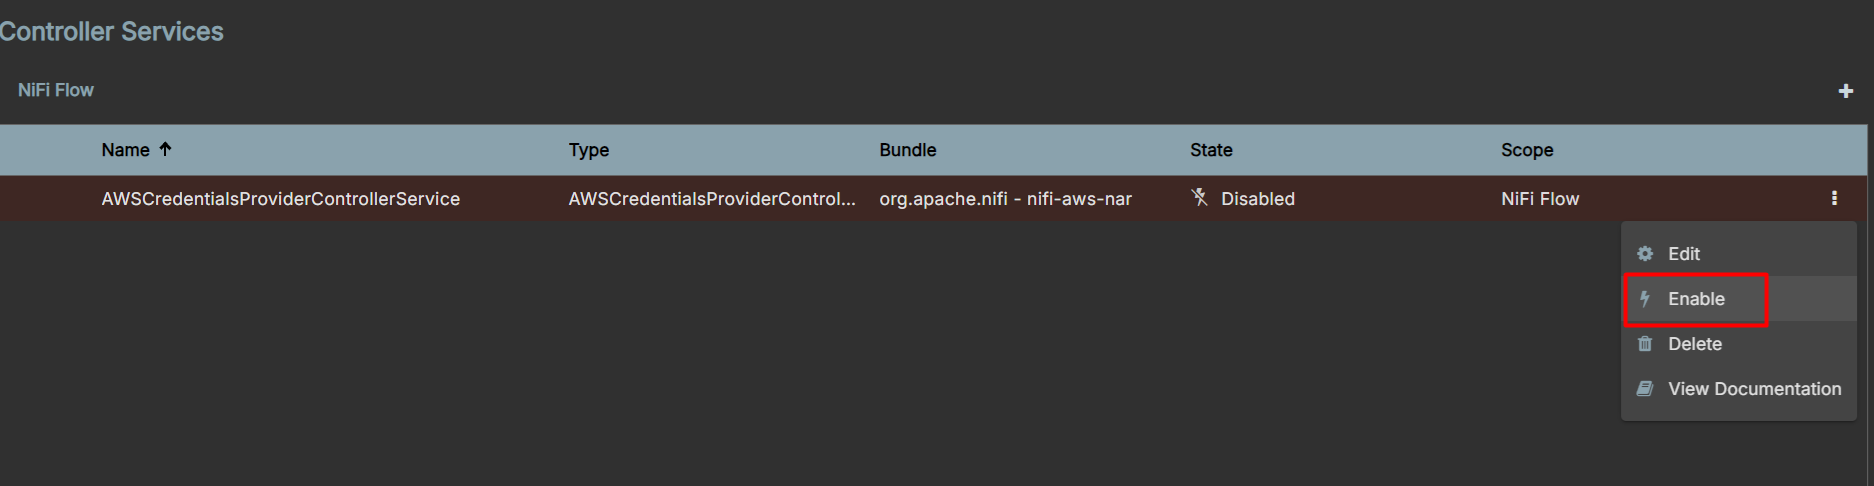 Controller Services
NiFi Flow
Name Type Bundle State Scope
AWSCredentialsProviderControllerService AWSCredentialsProviderControl... org.apache.nifi - nifi-aws-nar Disabled NiFi Flow
Edit
Enable
Delete
View Documentation